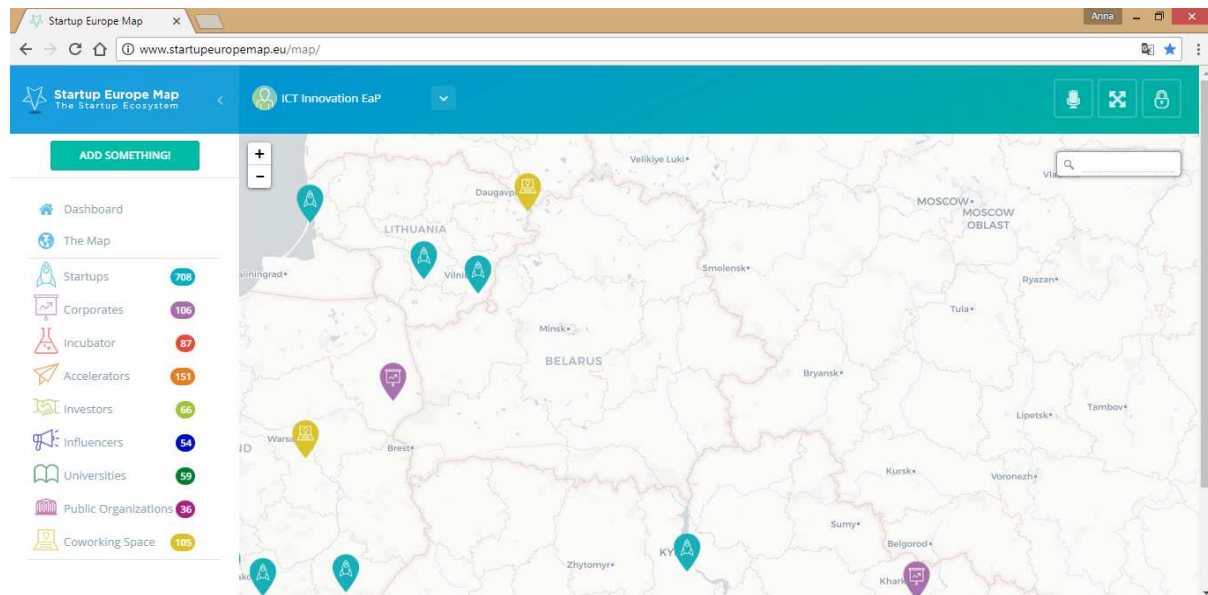 Startup Europe Map
Anna
www.startupeuropemap.eu/map/
Startup Europe Map
The Startup Ecosystem
ICT Innovation EaP
ADD SOMETHING!
Dashboard
The Map
Startups 708
Corporates 106
Incubator 87
Accelerators 151
Investors 66
Influencers 54
Universities 59
Public Organizations 36
Coworking Space 105
+
−
Velikiye Luki
Daugavp
MOSCOW
MOSCOW
OBLAST
LITHUANIA
aliningrad
Vilni
Smolensk
Ryazan
Tula
Minsk
BELARUS
Bryansk
Lipetsk
Tambov
Warsa
Brest
Kursk
Voronezh
Sumy
Belgorod
KY
Zhytomyr
Khark